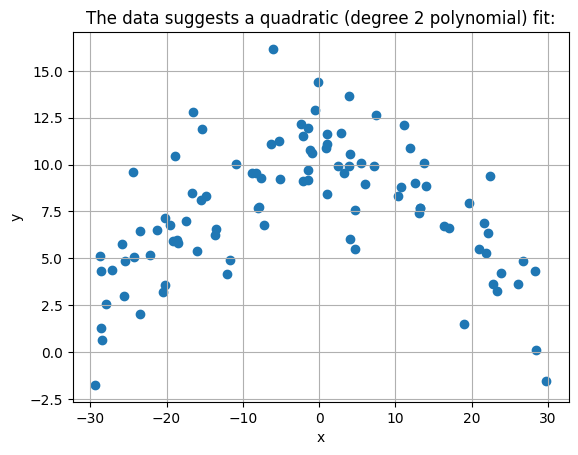 The data suggests a quadratic (degree 2 polynomial) fit:
15.0
12.5
10.0
7.5
5.0
2.5
0.0
−2.5
y
−30 −20 −10 0 10 20 30
x